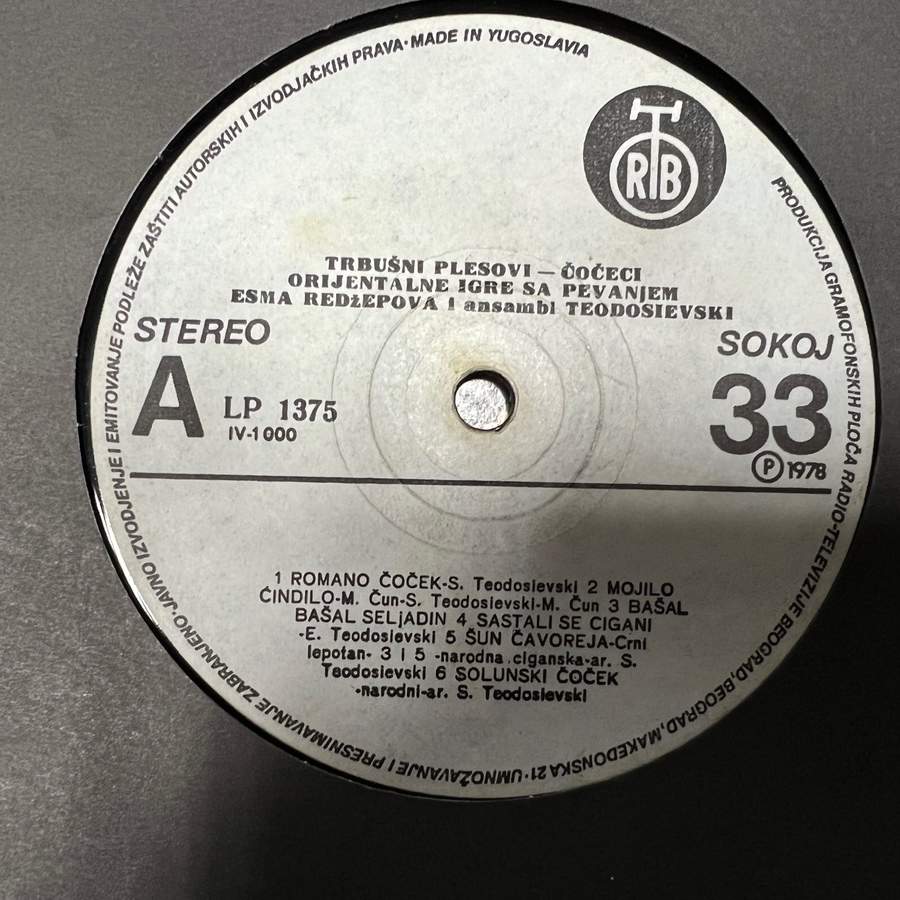 PRODUKCIJA GRAMOFONSKIH PLOČA RADIO-TELEVIZIJE BEOGRAD, BEOGRAD, MAKEDONSKA 21 · UMNOŽAVANJE I PRESNIMAVANJE ZABRANJENO · JAVNO IZVODJENJE I EMITOVANJE PODLEŽE ZAŠTITI AUTORSKIH I IZVODJAČKIH PRAVA · MADE IN YUGOSLAVIA
RTB
TRBUŠNI PLESOVI — ČOČECI
ORIJENTALNE IGRE SA PEVANJEM
ESMA REDŽEPOVA I ansambl TEODOSIEVSKI
STEREO
SOKOJ
A
LP 1375
33
IV-1000
Ⓟ 1978
1 ROMANO ČOČEK-S. Teodosievski 2 MOJILO
ĆINDILO-M. Čun-S. Teodosievski-M. Čun 3 BAŠAL
BAŠAL SELjADIN 4 SASTALI SE CIGANI
-E. Teodosievski 5 ŠUN ČAVOREJA-Crni
lepotan- 3 i 5 -narodna ciganska-ar. S.
Teodosievski 6 SOLUNSKI ČOČEK
-narodni-ar. S. Teodosievski